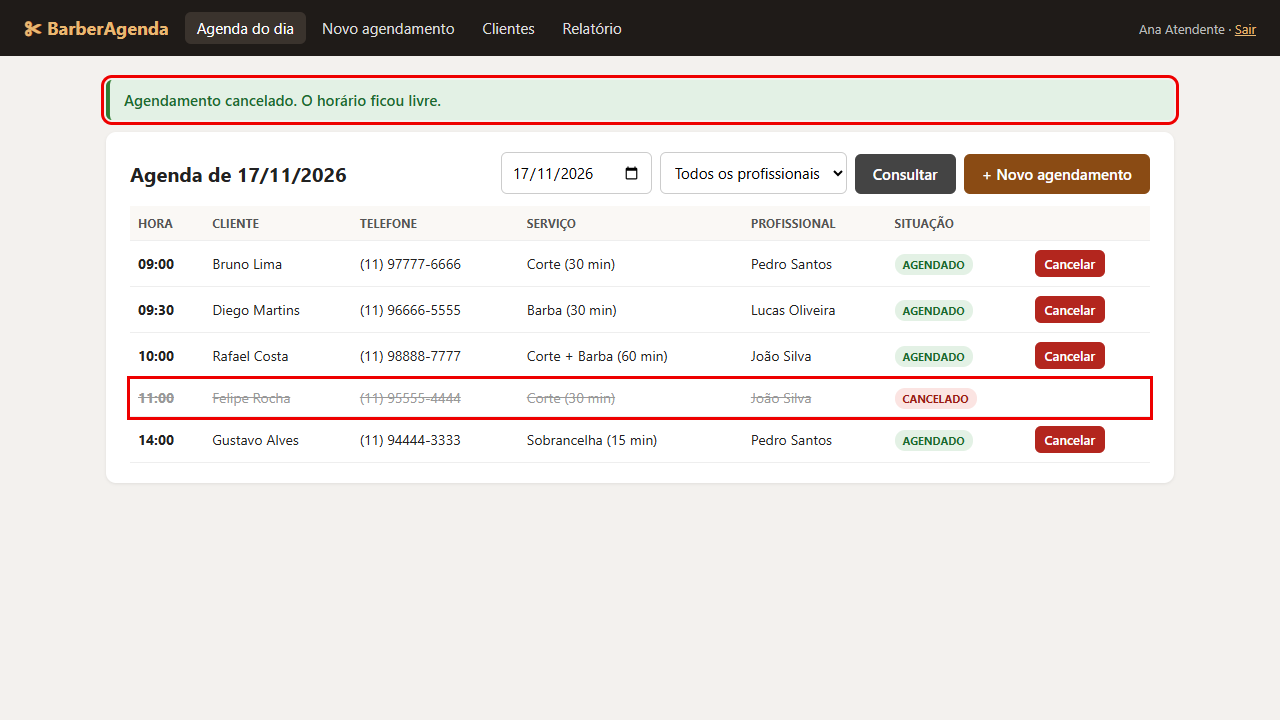 BarberAgenda Agenda do dia Novo agendamento Clientes Relatório Ana Atendente · Sair
Agendamento cancelado. O horário ficou livre.
Agenda de 17/11/2026 17/11/2026 Todos os profissionais Consultar + Novo agendamento
HORA CLIENTE TELEFONE SERVIÇO PROFISSIONAL SITUAÇÃO
09:00 Bruno Lima (11) 97777-6666 Corte (30 min) Pedro Santos AGENDADO Cancelar
09:30 Diego Martins (11) 96666-5555 Barba (30 min) Lucas Oliveira AGENDADO Cancelar
10:00 Rafael Costa (11) 98888-7777 Corte + Barba (60 min) João Silva AGENDADO Cancelar
11:00 Felipe Rocha (11) 95555-4444 Corte (30 min) João Silva CANCELADO
14:00 Gustavo Alves (11) 94444-3333 Sobrancelha (15 min) Pedro Santos AGENDADO Cancelar